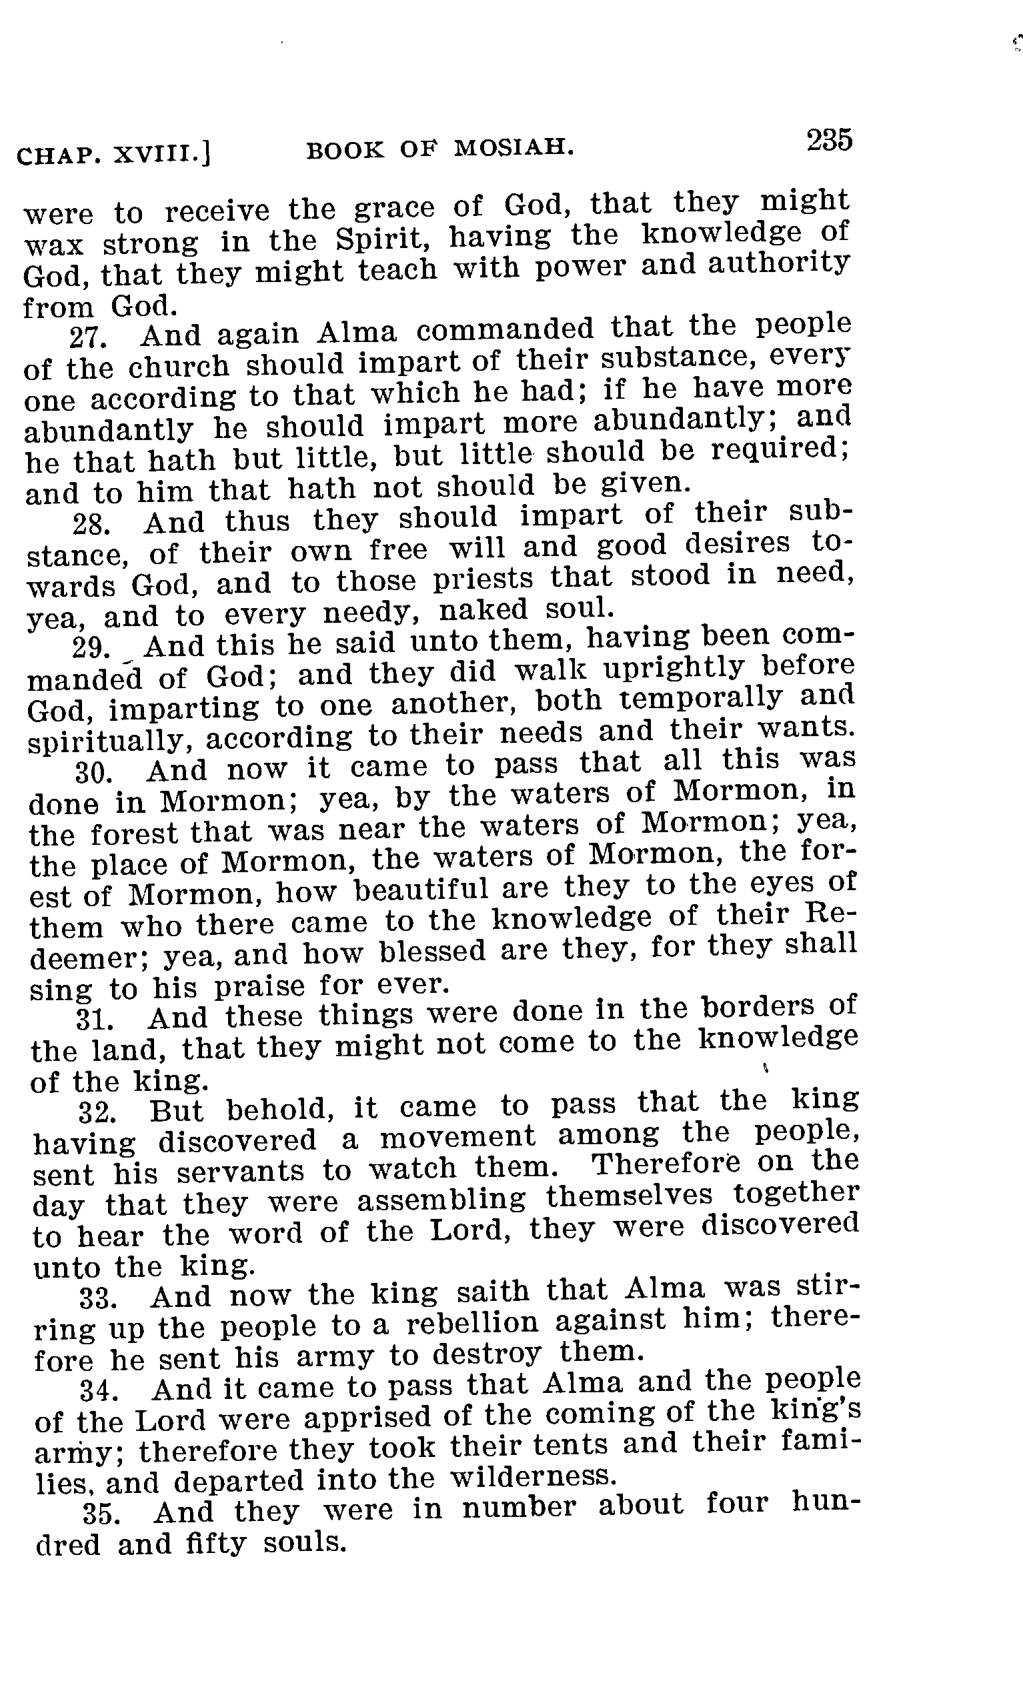 CHAP. XVIII.] BOOK OF MOSIAH. 235
were to receive the grace of God, that they might
wax strong in the Spirit, having the knowledge of
God, that they might teach with power and authority
from God.
27. And again Alma commanded that the people
of the church should impart of their substance, every
one according to that which he had; if he have more
abundantly he should impart more abundantly; and
he that hath but little, but little should be required;
and to him that hath not should be given.
28. And thus they should impart of their sub-
stance, of their own free will and good desires to-
wards God, and to those priests that stood in need,
yea, and to every needy, naked soul.
29. And this he said unto them, having been com-
manded of God; and they did walk uprightly before
God, imparting to one another, both temporally and
spiritually, according to their needs and their wants.
30. And now it came to pass that all this was
done in Mormon; yea, by the waters of Mormon, in
the forest that was near the waters of Mormon; yea,
the place of Mormon, the waters of Mormon, the for-
est of Mormon, how beautiful are they to the eyes of
them who there came to the knowledge of their Re-
deemer; yea, and how blessed are they, for they shall
sing to his praise for ever.
31. And these things were done in the borders of
the land, that they might not come to the knowledge
of the king.
32. But behold, it came to pass that the king
having discovered a movement among the people,
sent his servants to watch them. Therefore on the
day that they were assembling themselves together
to hear the word of the Lord, they were discovered
unto the king.
33. And now the king saith that Alma was stir-
ring up the people to a rebellion against him; there-
fore he sent his army to destroy them.
34. And it came to pass that Alma and the people
of the Lord were apprised of the coming of the king's
army; therefore they took their tents and their fami-
lies, and departed into the wilderness.
35. And they were in number about four hun-
dred and fifty souls.